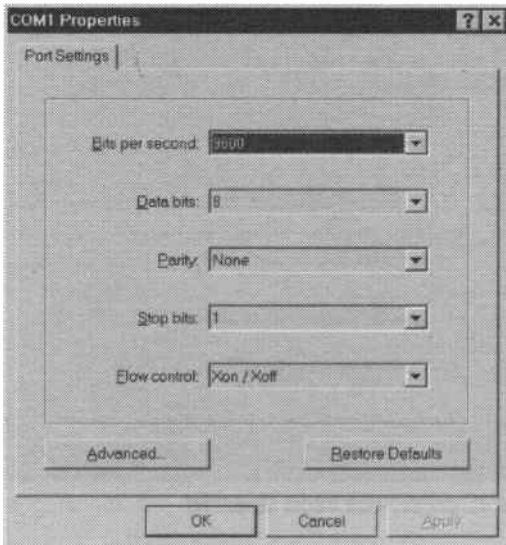 COM1 Properties
Port Settings
Bits per second: 9600
Data bits: 8
Parity: None
Stop bits: 1
Flow control: Xon / Xoff
Advanced...
Restore Defaults
OK
Cancel
Apply